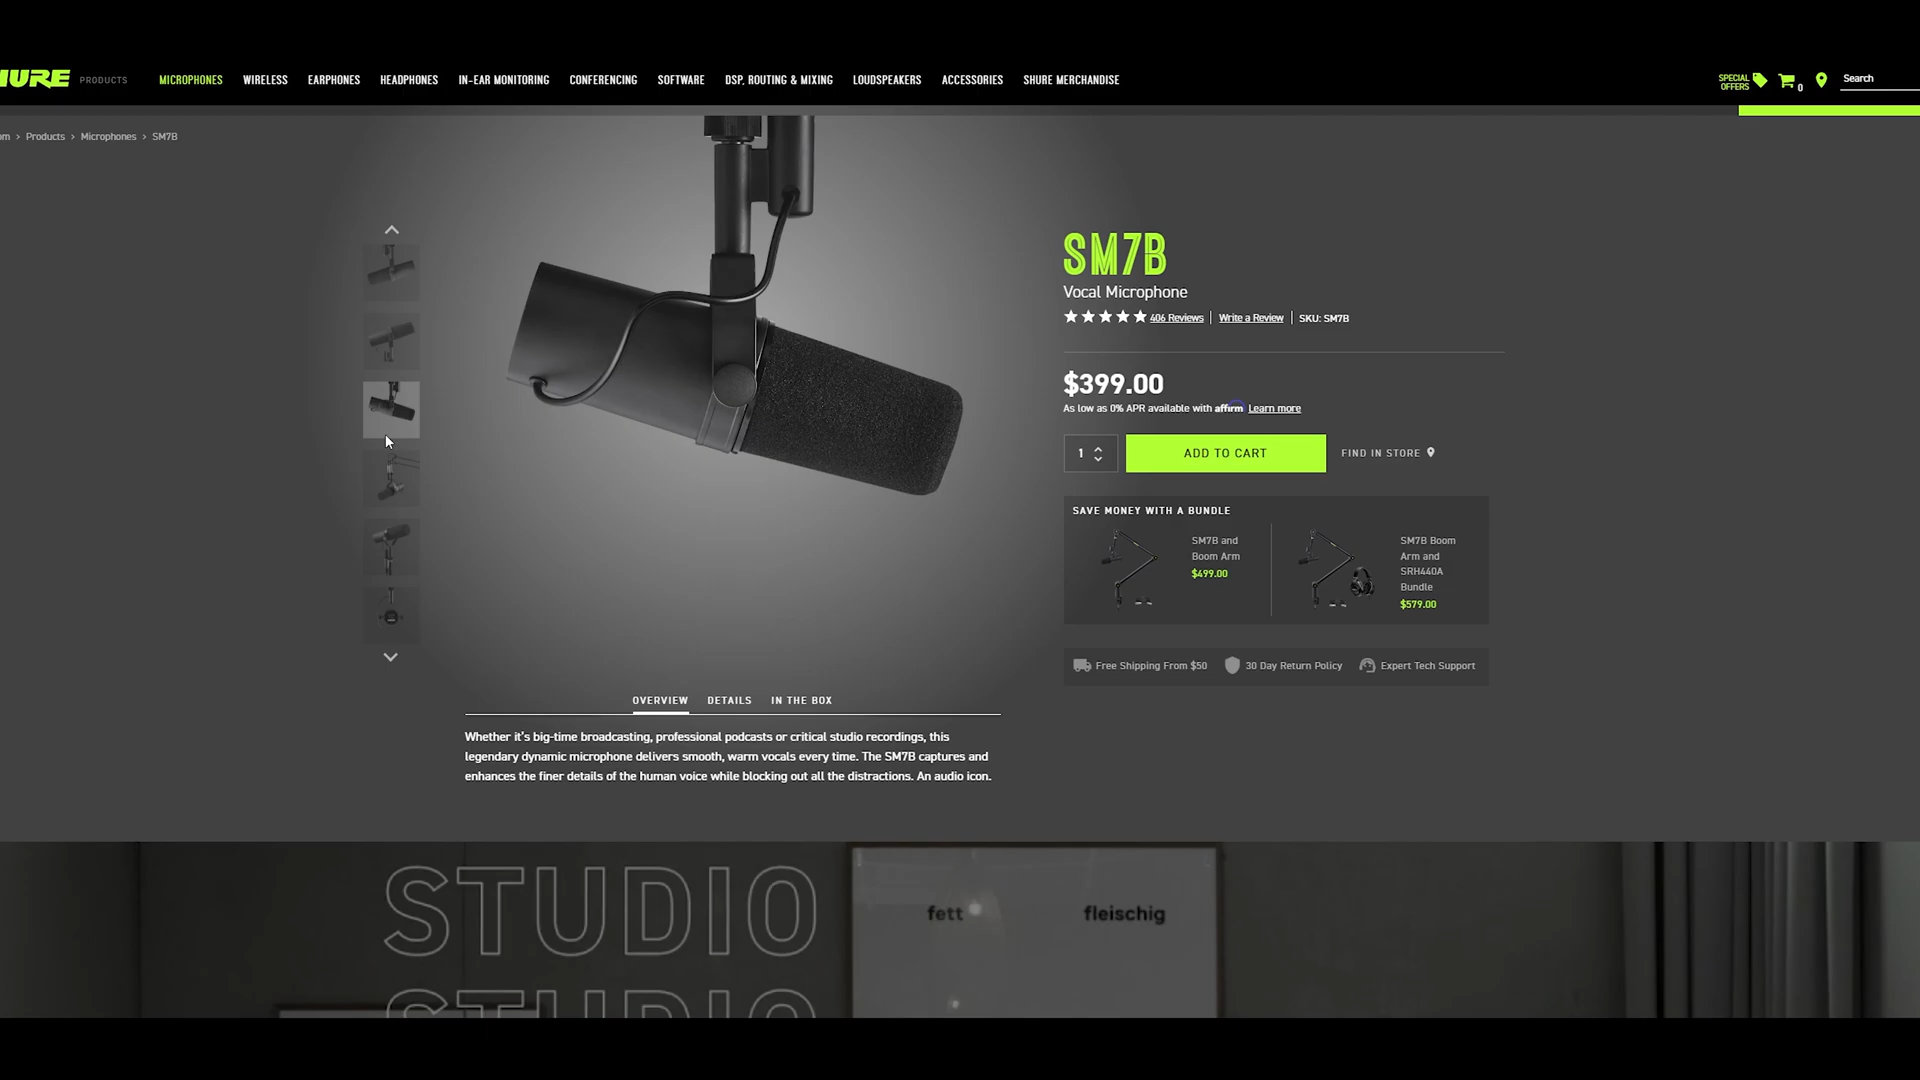 PRODUCTS
MICROPHONES
WIRELESS
EARPHONES
HEADPHONES
IN-EAR MONITORING
CONFERENCING
SOFTWARE
DSP, ROUTING & MIXING
LOUDSPEAKERS
ACCESSORIES
SHURE MERCHANDISE
SPECIAL
OFFERS
0
Search
> Products > Microphones > SM7B
SM7B
Vocal Microphone
406 Reviews
Write a Review
SKU: SM7B
$399.00
As low as 0% APR available with affirm Learn more
1
ADD TO CART
FIND IN STORE
SAVE MONEY WITH A BUNDLE
SM7B and
Boom Arm
$499.00
SM7B Boom
Arm and
SRH440A
Bundle
$579.00
Free Shipping From $50
30 Day Return Policy
Expert Tech Support
OVERVIEW
DETAILS
IN THE BOX
Whether it's big-time broadcasting, professional podcasts or critical studio recordings, this
legendary dynamic microphone delivers smooth, warm vocals every time. The SM7B captures and
enhances the finer details of the human voice while blocking out all the distractions. An audio icon.
STUDIO
fett
fleischig
STUDIO